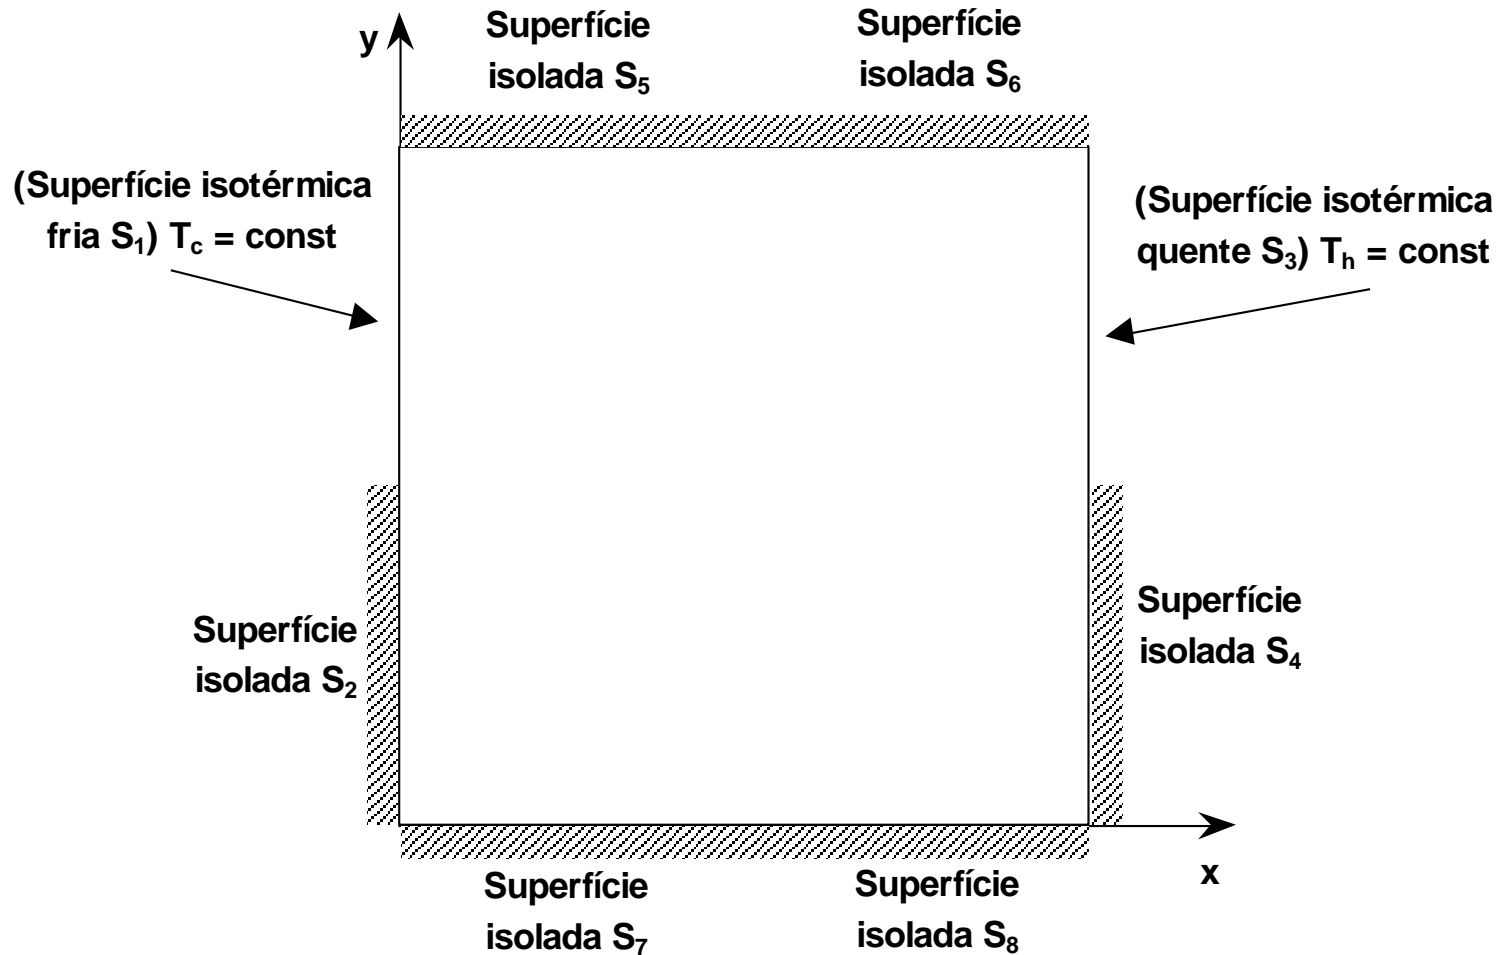 y
Superfície
isolada S₅
Superfície
isolada S₆
(Superfície isotérmica
fria S₁) T꜀ = const
(Superfície isotérmica
quente S₃) Tₕ = const
Superfície
isolada S₂
Superfície
isolada S₄
x
Superfície
isolada S₇
Superfície
isolada S₈